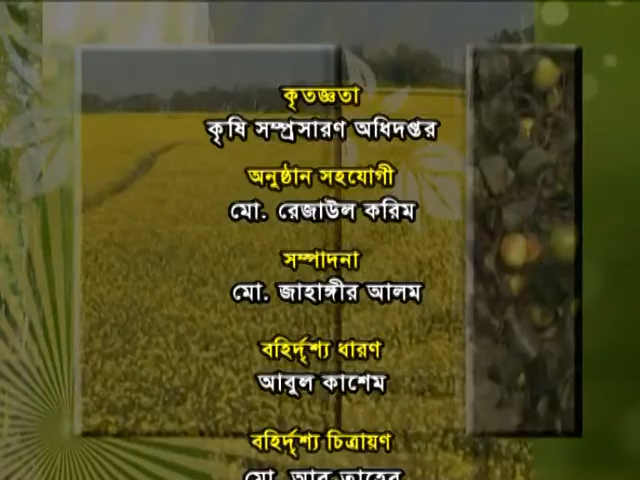 কৃতজ্ঞতা
কৃষি সম্প্রসারণ অধিদপ্তর
অনুষ্ঠান সহযোগী
মো. রেজাউল করিম
সম্পাদনা
মো. জাহাঙ্গীর আলম
বহির্দৃশ্য ধারণ
আবুল কাশেম
বহির্দৃশ্য চিত্রায়ণ
মো. আবু তাহের